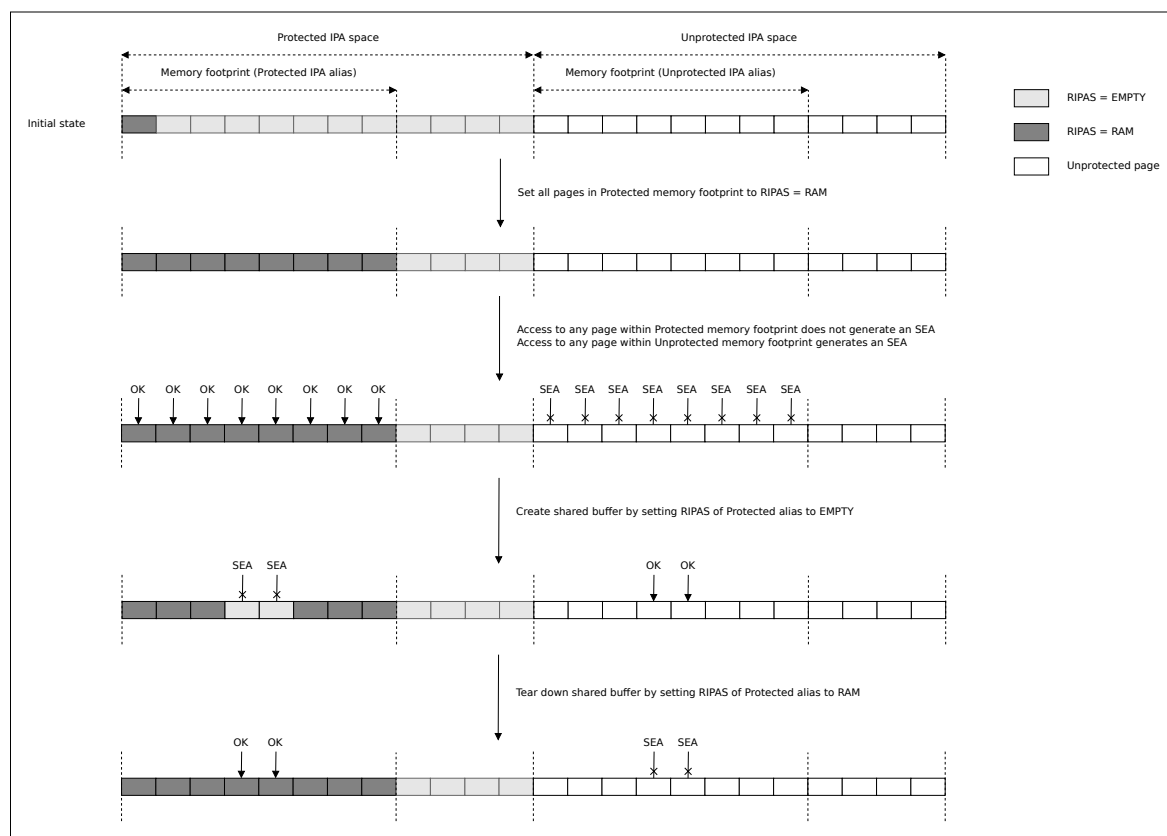 Protected IPA space
Unprotected IPA space
Memory footprint (Protected IPA alias)
Memory footprint (Unprotected IPA alias)
RIPAS = EMPTY
Initial state
RIPAS = RAM
Unprotected page
Set all pages in Protected memory footprint to RIPAS = RAM
Access to any page within Protected memory footprint does not generate an SEA
Access to any page within Unprotected memory footprint generates an SEA
OK OK OK OK OK OK OK OK
SEA SEA SEA SEA SEA SEA SEA SEA
Create shared buffer by setting RIPAS of Protected alias to EMPTY
SEA SEA
OK OK
Tear down shared buffer by setting RIPAS of Protected alias to RAM
OK OK
SEA SEA